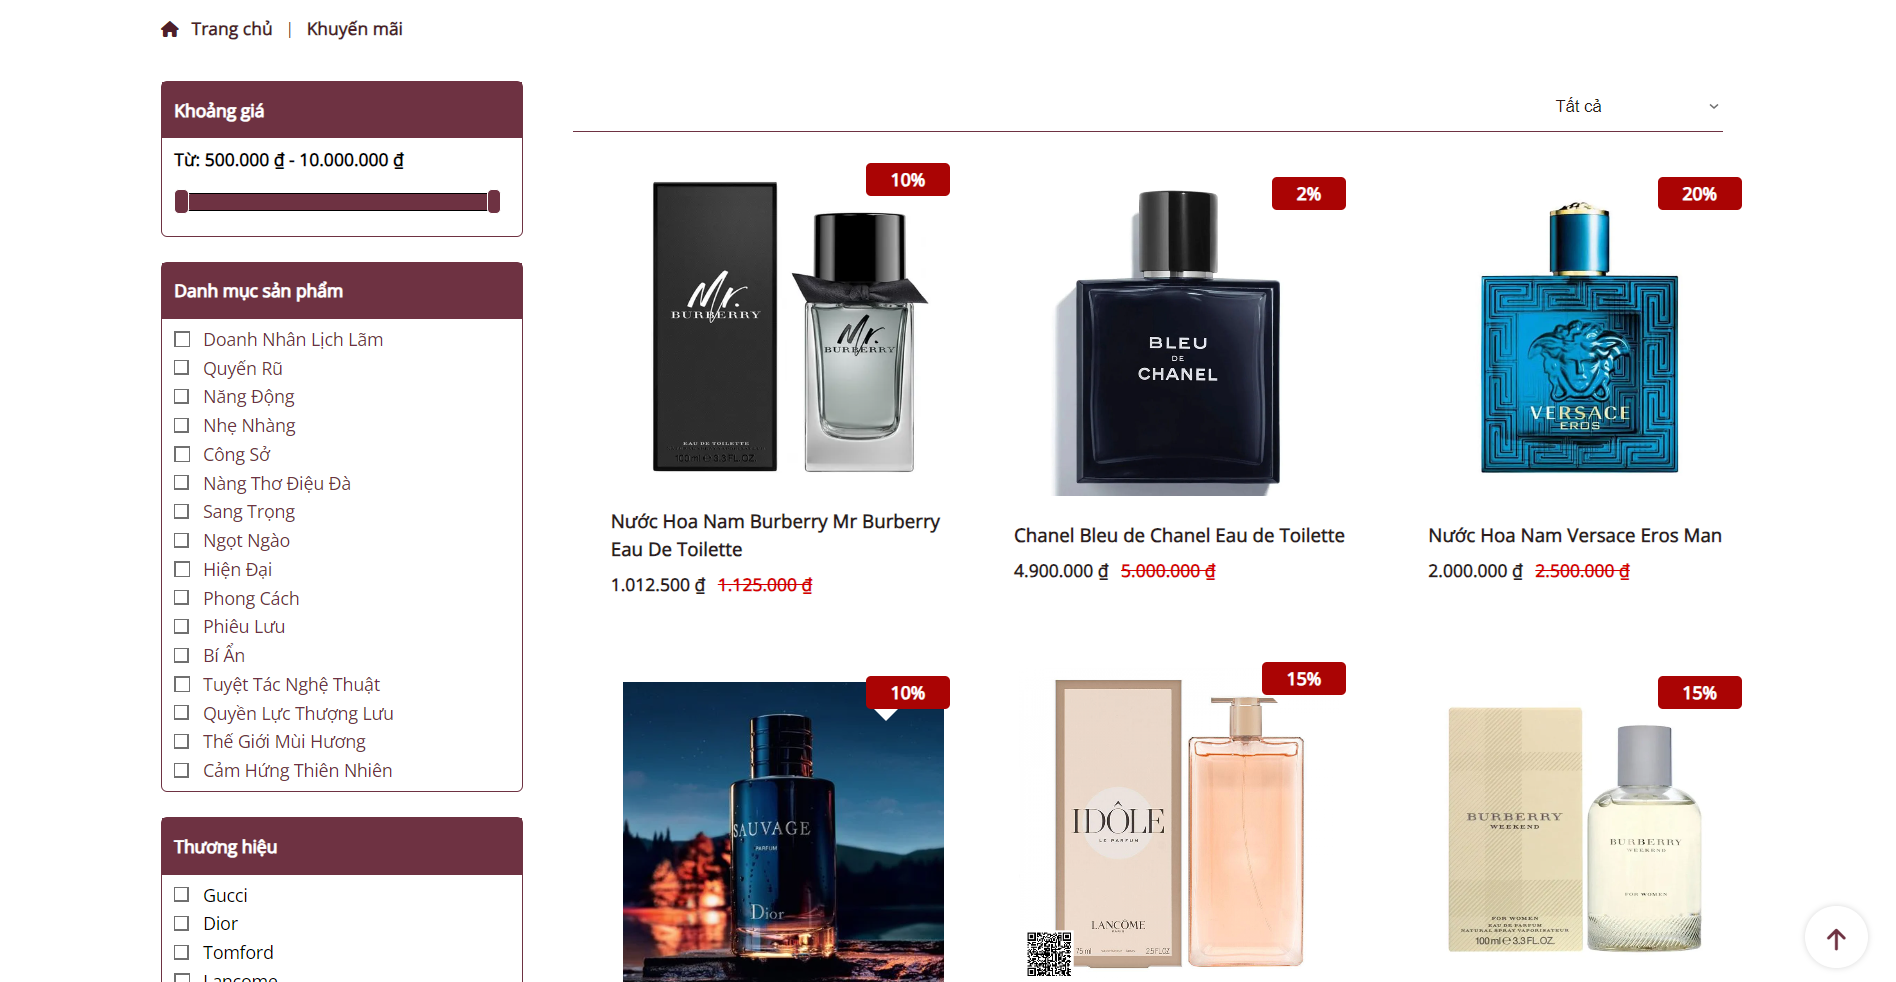 Trang chủ | Khuyến mãi
Khoảng giá
Từ: 500.000 ₫ - 10.000.000 ₫
Danh mục sản phẩm
Doanh Nhân Lịch Lãm
Quyến Rũ
Năng Động
Nhẹ Nhàng
Công Sở
Nàng Thơ Điệu Đà
Sang Trọng
Ngọt Ngào
Hiện Đại
Phong Cách
Phiêu Lưu
Bí Ẩn
Tuyệt Tác Nghệ Thuật
Quyền Lực Thượng Lưu
Thế Giới Mùi Hương
Cảm Hứng Thiên Nhiên
Thương hiệu
Gucci
Dior
Tomford
Lancome
Tất cả
10%
Mr.
BURBERRY
EAU DE TOILETTE
100 ml e 3.3 FL.OZ.
Mr.
BURBERRY
Nước Hoa Nam Burberry Mr Burberry
Eau De Toilette
1.012.500 ₫ 1.125.000 ₫
2%
BLEU
DE
CHANEL
Chanel Bleu de Chanel Eau de Toilette
4.900.000 ₫ 5.000.000 ₫
20%
VERSACE
EROS
Nước Hoa Nam Versace Eros Man
2.000.000 ₫ 2.500.000 ₫
10%
SAUVAGE
PARFUM
Dior
15%
IDÔLE
LE PARFUM
LANCÔME
PARIS
75 ml
2.5FL.OZ
15%
BURBERRY
WEEKEND
FOR WOMEN
EAU DE PARFUM
NATURAL SPRAY VAPORISATEUR
100 ml e 3.3 FL.OZ.
BURBERRY
WEEKEND
FOR WOMEN